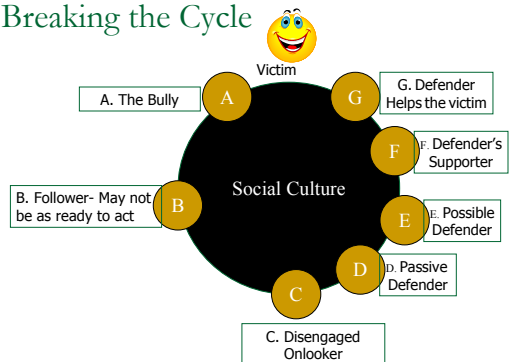 Breaking the Cycle
Victim
A. The Bully
A
G
G. Defender
Helps the victim
F
F. Defender's
Supporter
Social Culture
B. Follower- May not
be as ready to act
B
E
E. Possible
Defender
D
D. Passive
Defender
C
C. Disengaged
Onlooker